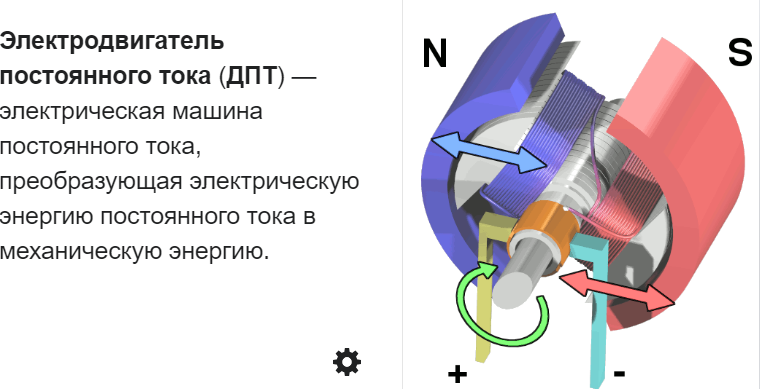 Электродвигатель
постоянного тока (ДПТ) —
электрическая машина
постоянного тока,
преобразующая электрическую
энергию постоянного тока в
механическую энергию.
N
S
+
-